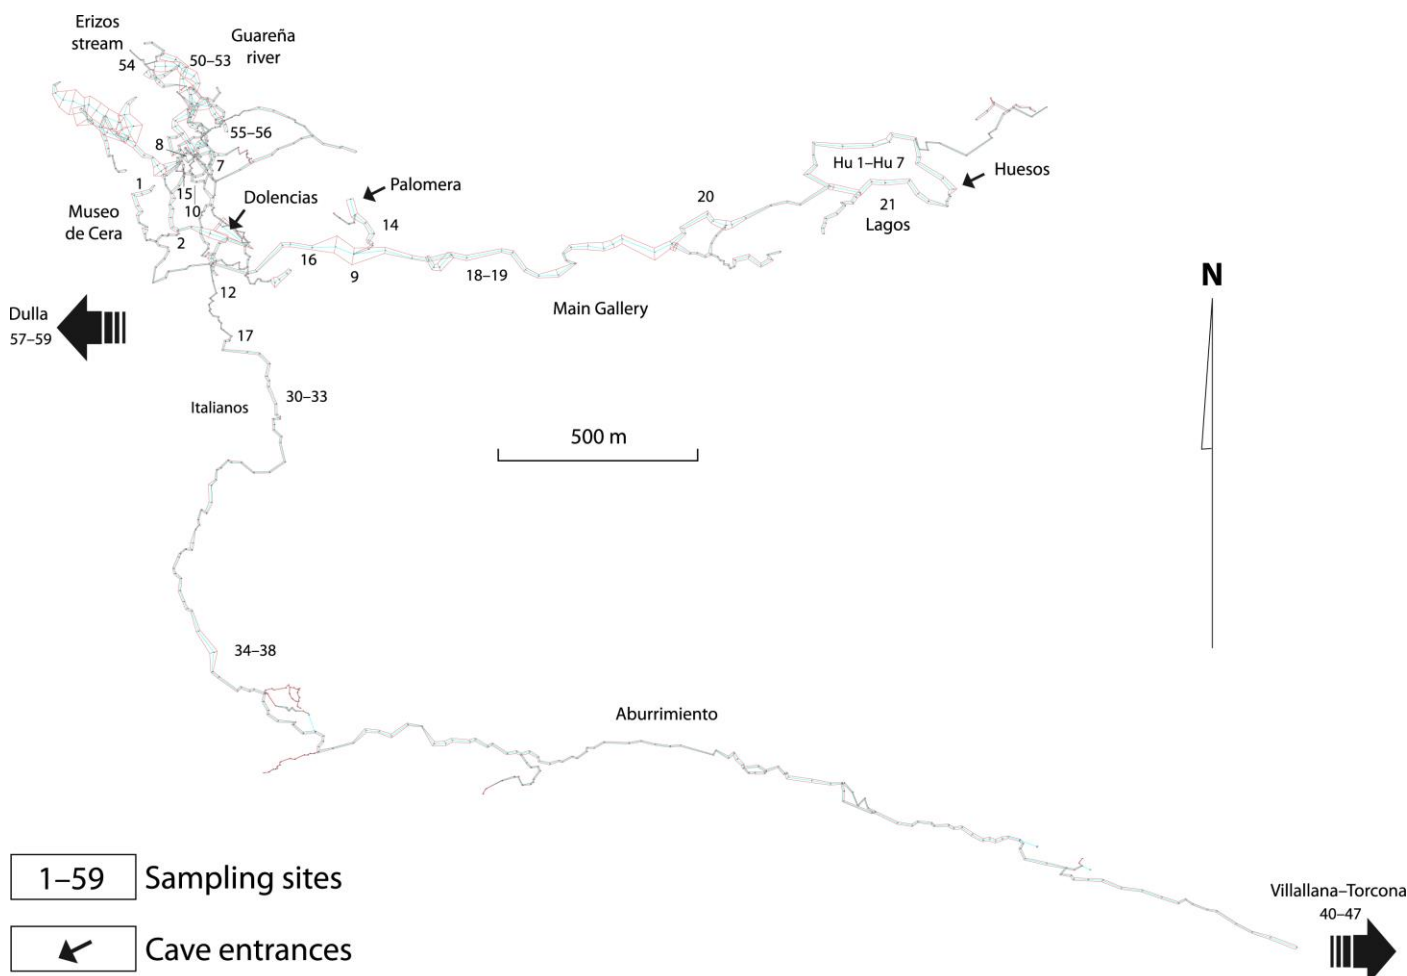 Erizos
stream
Guareña
river
54
50–53
55–56
8
7
1
15
10
Museo
de Cera
2
Dolencias
Palomera
14
16
9
18–19
20
Hu 1–Hu 7
Huesos
21
Lagos
Main Gallery
12
17
Dulla
57–59
N
30–33
Italianos
500 m
34–38
Aburrimiento
1–59
Sampling sites
Villallana–Torcona
40–47
Cave entrances